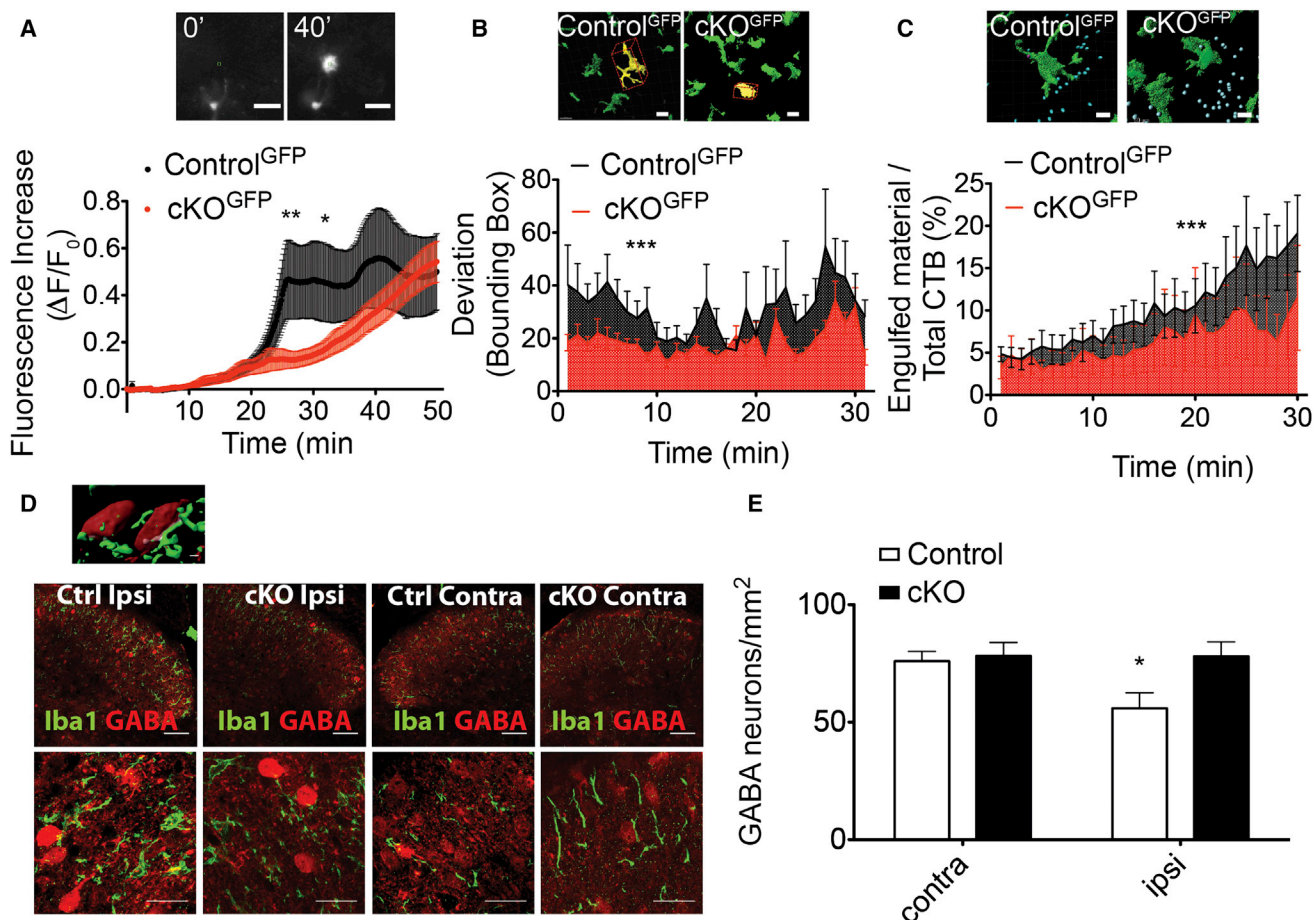 A
0'
40'
Control^GFP
cKO^GFP
Fluorescence Increase
(ΔF/F₀)
0.8
0.6
0.4
0.2
0.0
**
*
10
20
30
40
50
Time (min
B
Control^GFP
cKO^GFP
Control^GFP
cKO^GFP
Deviation
(Bounding Box)
80
60
40
20
0
***
0
10
20
30
Time (min)
C
Control^GFP
cKO^GFP
Control^GFP
cKO^GFP
Engulfed material /
Total CTB (%)
25
20
15
10
5
0
***
0
10
20
30
Time (min)
D
Ctrl Ipsi
cKO Ipsi
Ctrl Contra
cKO Contra
Iba1 GABA
Iba1 GABA
Iba1 GABA
Iba1 GABA
E
Control
cKO
GABA neurons/mm²
100
50
0
*
contra
ipsi